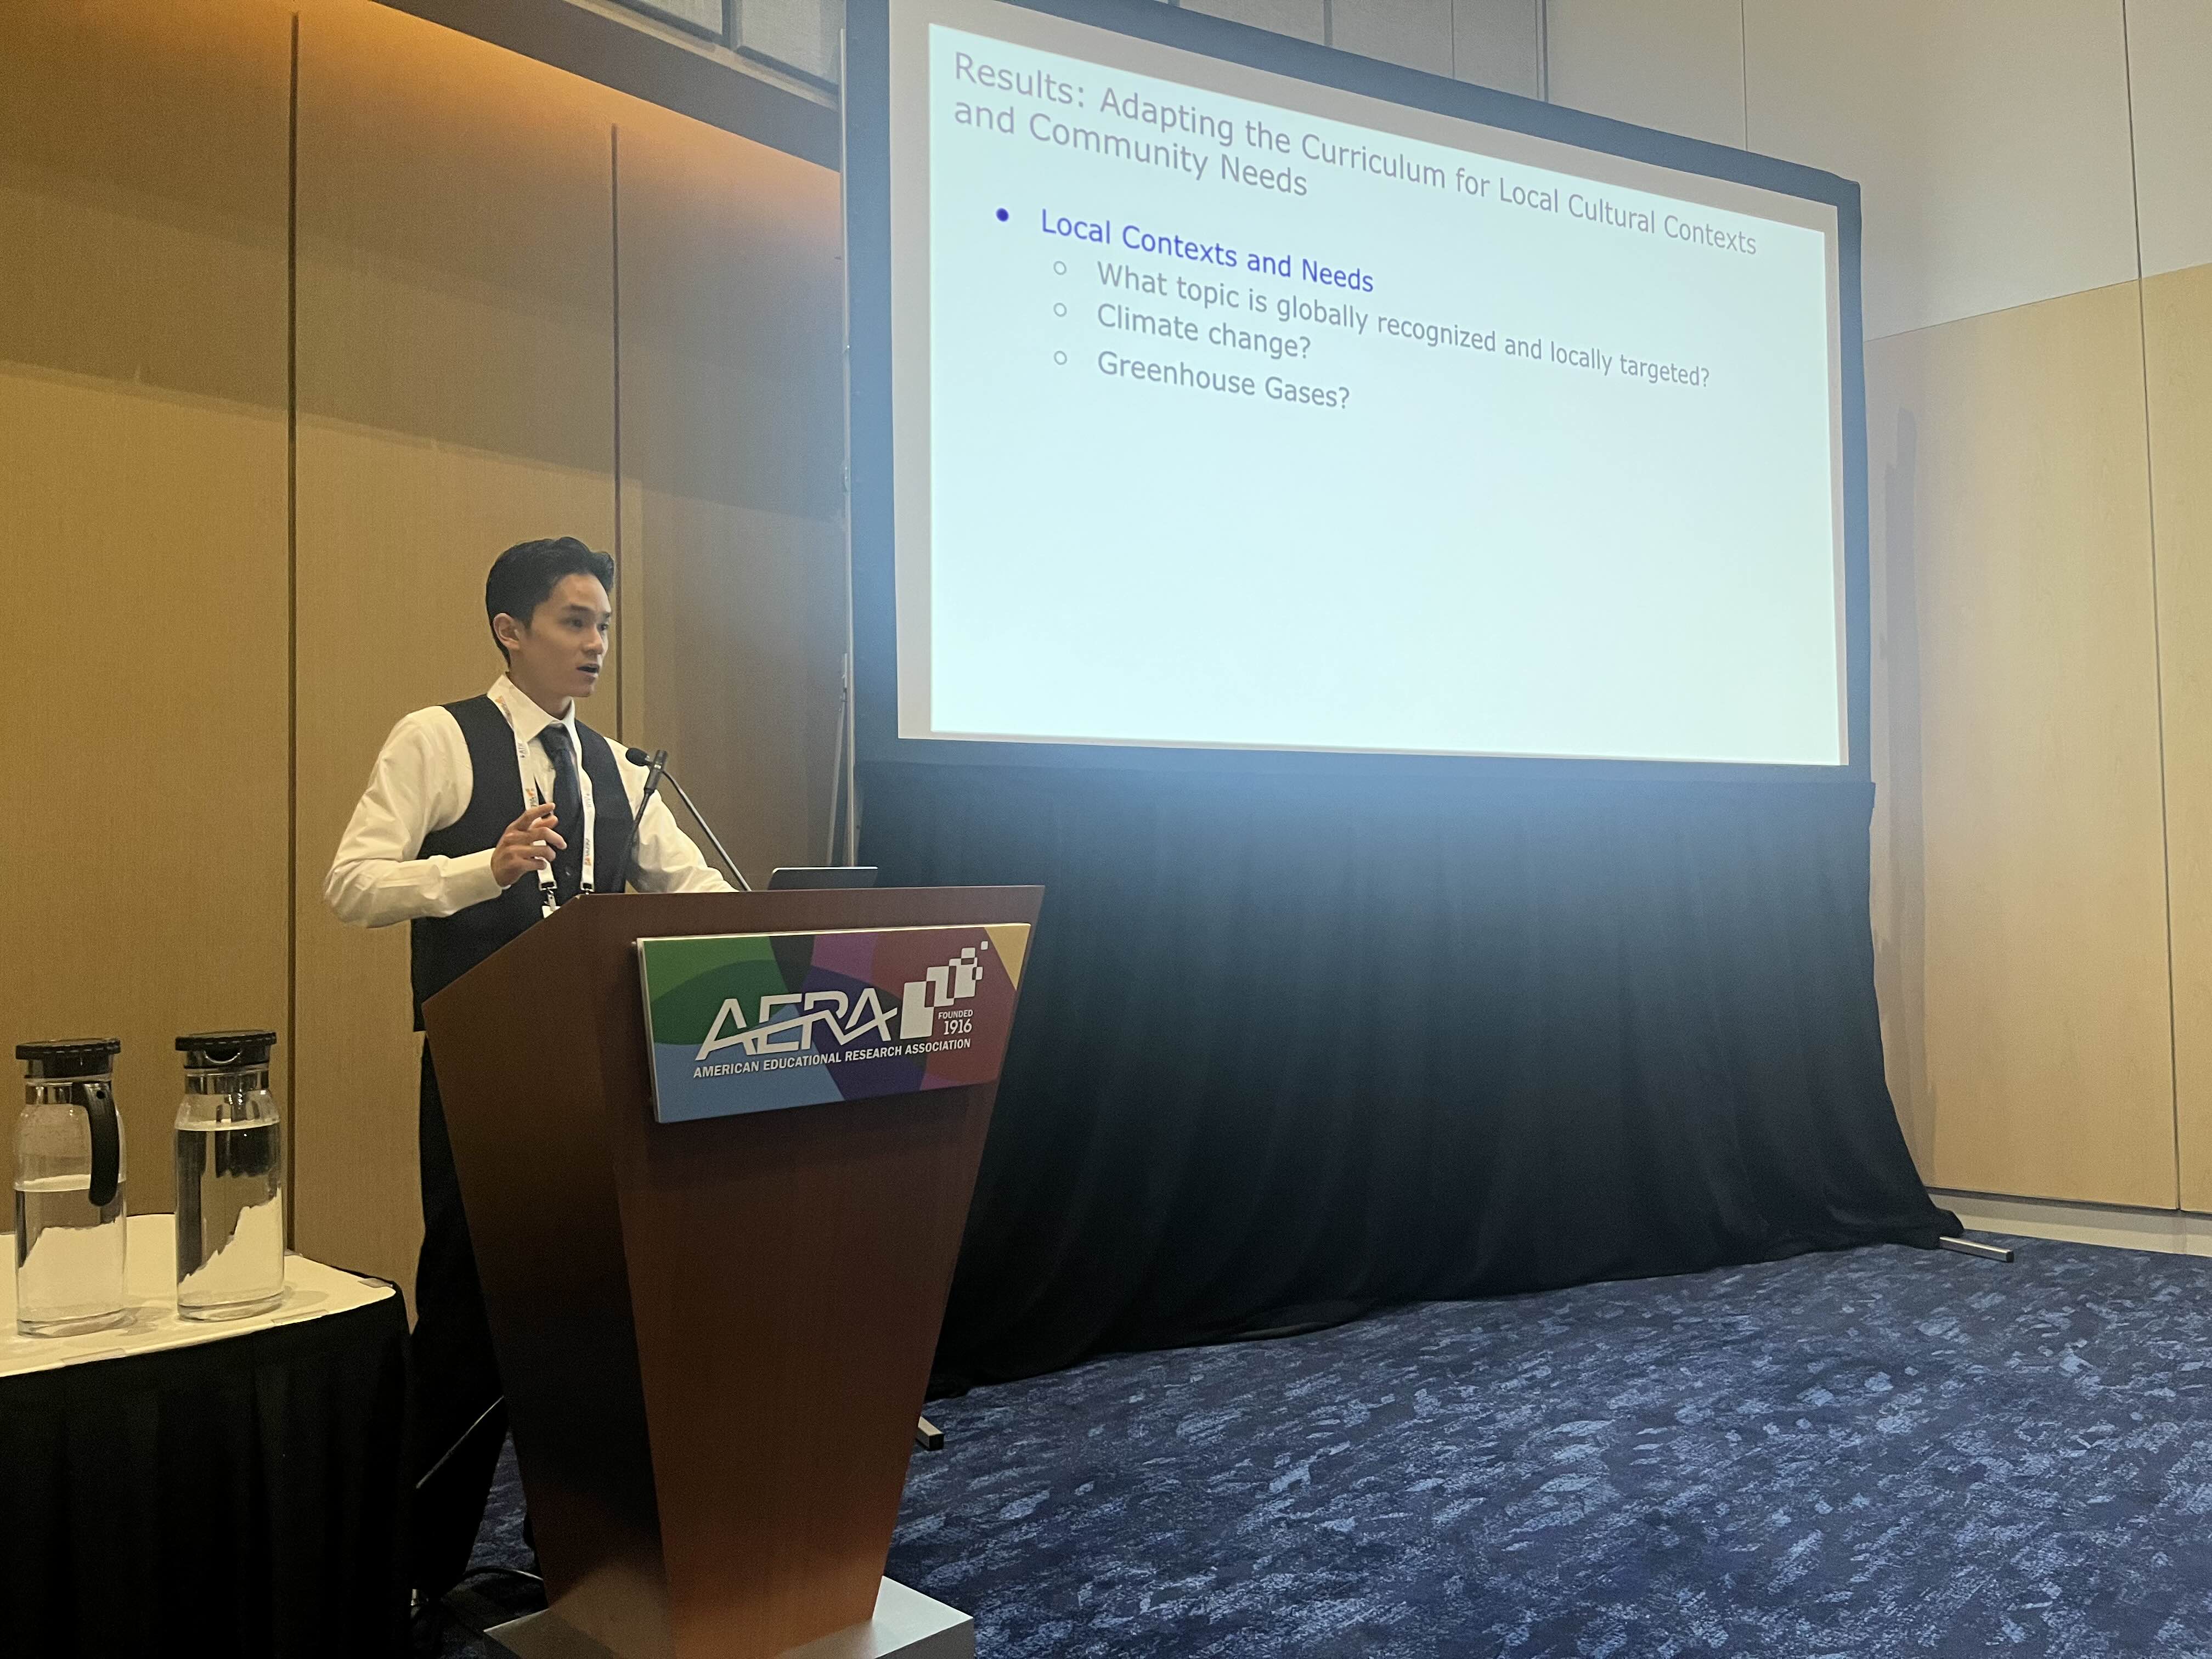 Results: Adapting the Curriculum for Local Cultural Contexts
and Community Needs
● Local Contexts and Needs
○ What topic is globally recognized and locally targeted?
○ Climate change?
○ Greenhouse Gases?
AERA
FOUNDED
1916
AMERICAN EDUCATIONAL RESEARCH ASSOCIATION